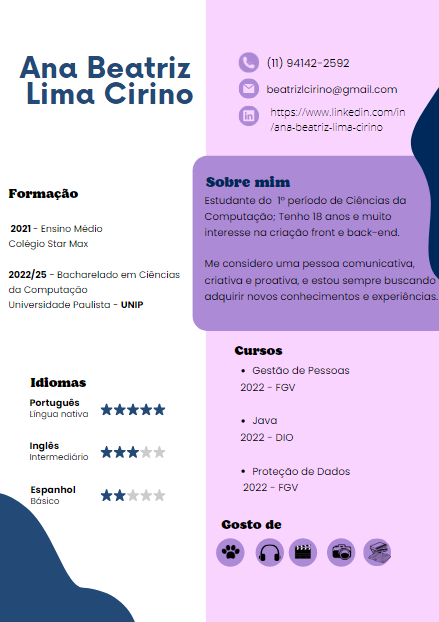 Ana Beatriz
Lima Cirino
(11) 94142-2592
beatrizlcirino@gmail.com
https://www.linkedin.com/in
/ana-beatriz-lima-cirino
Formação
2021 - Ensino Médio
Colégio Star Max
2022/25 - Bacharelado em Ciências
da Computação
Universidade Paulista - UNIP
Sobre mim
Estudante do 1º período de Ciências da
Computação; Tenho 18 anos e muito
interesse na criação front e back-end.
Me considero uma pessoa comunicativa,
criativa e proativa, e estou sempre buscando
adquirir novos conhecimentos e experiências.
Idiomas
Português
Língua nativa
Inglês
Intermediário
Espanhol
Básico
Cursos
• Gestão de Pessoas
2022 - FGV
• Java
2022 - DIO
• Proteção de Dados
2022 - FGV
Gosto de